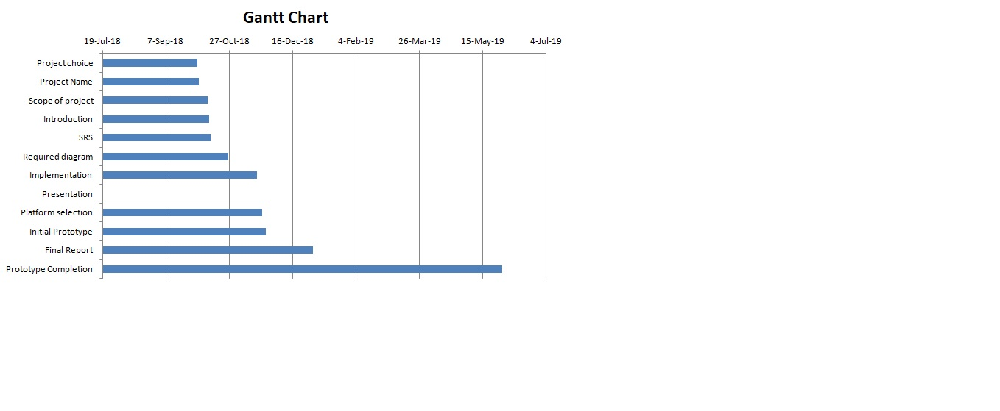 Gantt Chart
19-Jul-18 7-Sep-18 27-Oct-18 16-Dec-18 4-Feb-19 26-Mar-19 15-May-19 4-Jul-19
Project choice
Project Name
Scope of project
Introduction
SRS
Required diagram
Implementation
Presentation
Platform selection
Initial Prototype
Final Report
Prototype Completion